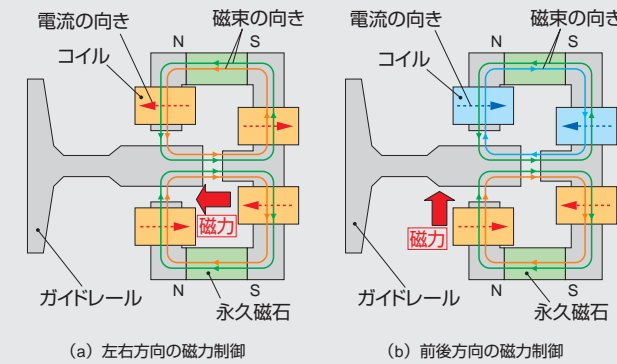 電流の向き
磁束の向き
コイル
N
S
磁力
ガイドレール
N
S
永久磁石
(a) 左右方向の磁力制御
電流の向き
磁束の向き
コイル
N
S
磁力
ガイドレール
N
S
永久磁石
(b) 前後方向の磁力制御